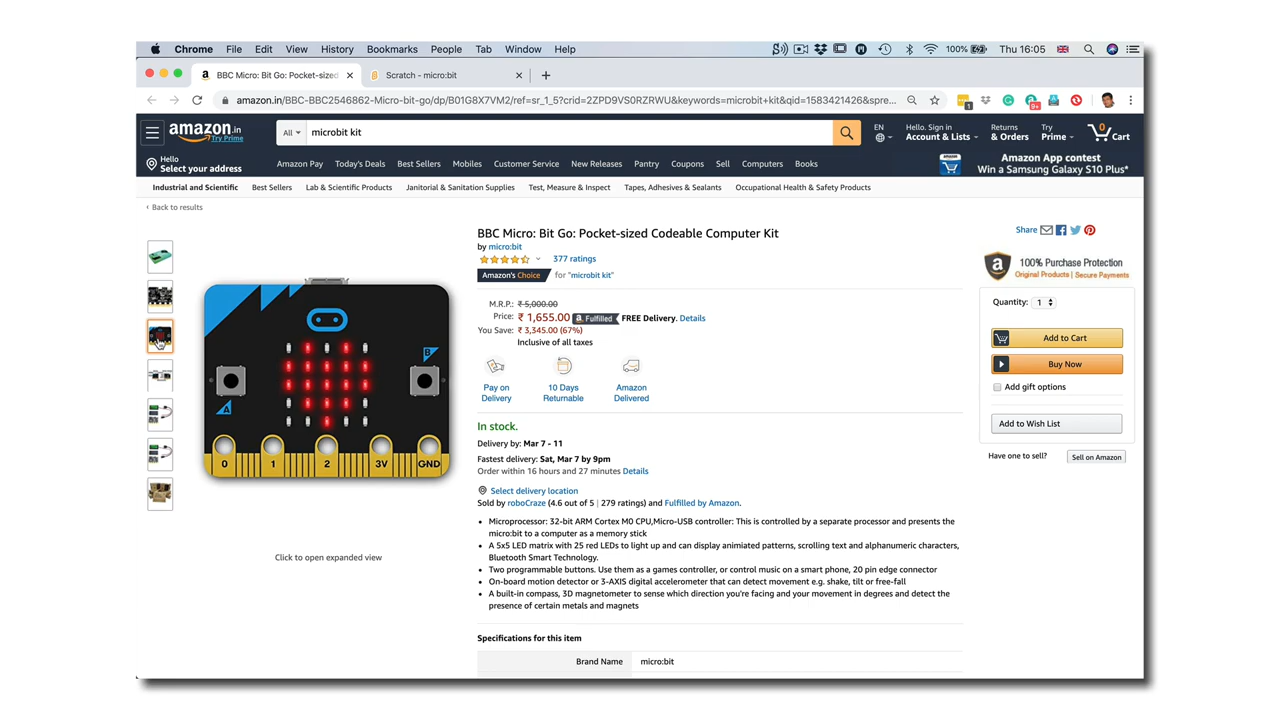 Chrome File Edit View History Bookmarks People Tab Window Help 100% Thu 16:05
BBC Micro: Bit Go: Pocket-sized Scratch - micro:bit
amazon.in/BBC-BBC2546862-Micro-bit-go/dp/B01G8X7VM2/ref=sr_1_5?crid=2ZPD9VS0RZRWU&keywords=microbit+kit&qid=1583421426&spre...
amazon.in
Try Prime
All
microbit kit
EN
Hello. Sign in
Account & Lists
Returns
& Orders
Try
Prime
0
Cart
Hello
Select your address
Amazon Pay Today's Deals Best Sellers Mobiles Customer Service New Releases Pantry Coupons Sell Computers Books
Amazon App contest
Win a Samsung Galaxy S10 Plus*
Industrial and Scientific Best Sellers Lab & Scientific Products Janitorial & Sanitation Supplies Test, Measure & Inspect Tapes, Adhesives & Sealants Occupational Health & Safety Products
‹ Back to results
A
B
0 1 2 3V GND
Click to open expanded view
BBC Micro: Bit Go: Pocket-sized Codeable Computer Kit
by micro:bit
377 ratings
Amazon's Choice for "microbit kit"
M.R.P.: ₹ 5,000.00
Price: ₹ 1,655.00 Fulfilled FREE Delivery. Details
You Save: ₹ 3,345.00 (67%)
Inclusive of all taxes
Pay on
Delivery
10 Days
Returnable
Amazon
Delivered
In stock.
Delivery by: Mar 7 - 11
Fastest delivery: Sat, Mar 7 by 9pm
Order within 16 hours and 27 minutes Details
Select delivery location
Sold by roboCraze (4.6 out of 5 | 279 ratings) and Fulfilled by Amazon.
• Microprocessor: 32-bit ARM Cortex M0 CPU,Micro-USB controller: This is controlled by a separate processor and presents the
micro:bit to a computer as a memory stick
• A 5x5 LED matrix with 25 red LEDs to light up and can display animiated patterns, scrolling text and alphanumeric characters,
Bluetooth Smart Technology.
• Two programmable buttons. Use them as a games controller, or control music on a smart phone, 20 pin edge connector
• On-board motion detector or 3-AXIS digital accelerometer that can detect movement e.g. shake, tilt or free-fall
• A built-in compass, 3D magnetometer to sense which direction you're facing and your movement in degrees and detect the
presence of certain metals and magnets
Specifications for this item
Brand Name micro:bit
Share
100% Purchase Protection
Original Products | Secure Payments
Quantity: 1
Add to Cart
Buy Now
Add gift options
Add to Wish List
Have one to sell? Sell on Amazon